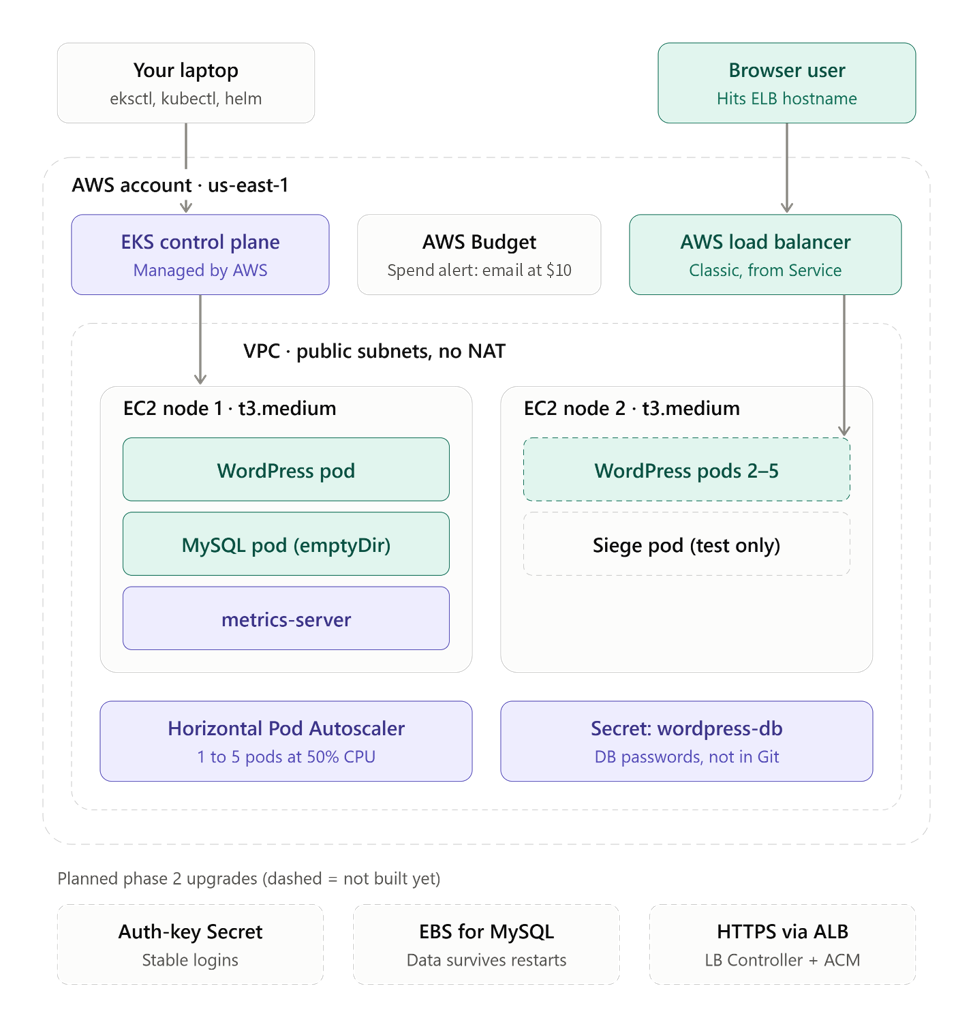 Your laptop
eksctl, kubectl, helm
Browser user
Hits ELB hostname
AWS account · us-east-1
EKS control plane
Managed by AWS
AWS Budget
Spend alert: email at $10
AWS load balancer
Classic, from Service
VPC · public subnets, no NAT
EC2 node 1 · t3.medium
WordPress pod
MySQL pod (emptyDir)
metrics-server
EC2 node 2 · t3.medium
WordPress pods 2–5
Siege pod (test only)
Horizontal Pod Autoscaler
1 to 5 pods at 50% CPU
Secret: wordpress-db
DB passwords, not in Git
Planned phase 2 upgrades (dashed = not built yet)
Auth-key Secret
Stable logins
EBS for MySQL
Data survives restarts
HTTPS via ALB
LB Controller + ACM